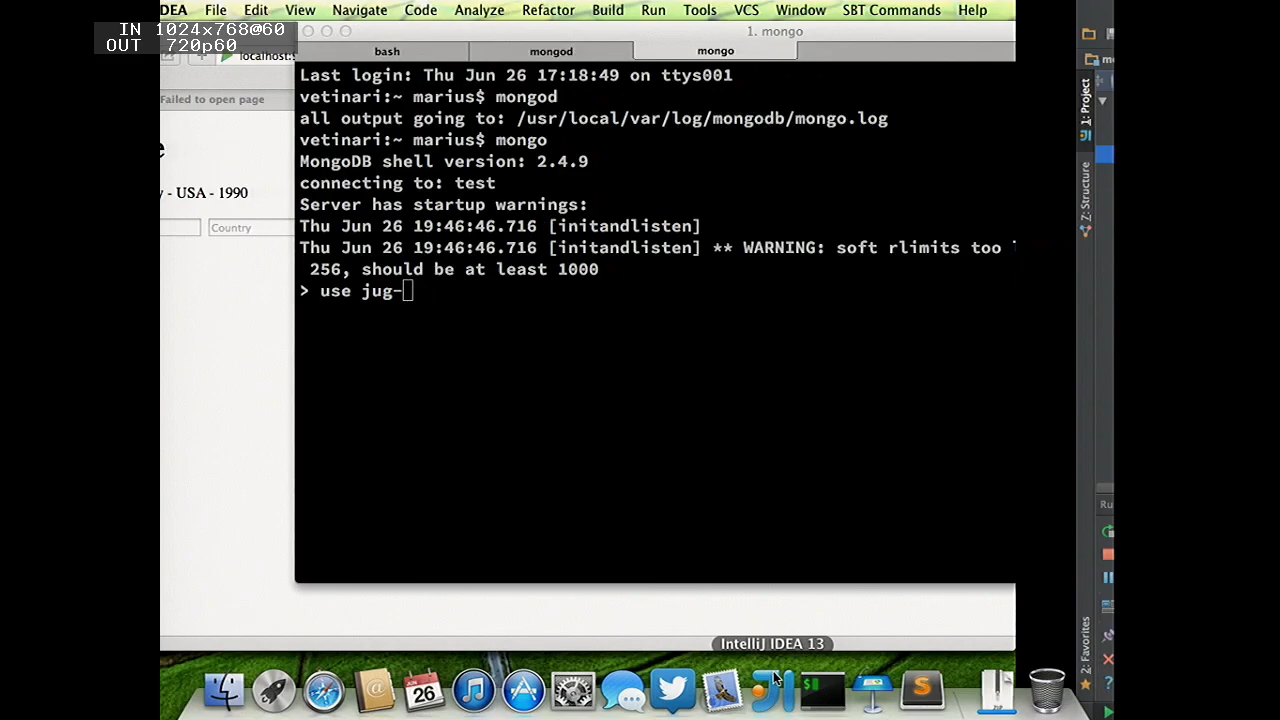 IDEA File Edit View Navigate Code Analyze Refactor Build Run Tools VCS Window SBT Commands Help
IN 1024x768@60
OUT 720p60
1. mongo
bash mongod mongo
localhost:
Failed to open page
Last login: Thu Jun 26 17:18:49 on ttys001
vetinari:~ marius$ mongod
all output going to: /usr/local/var/log/mongodb/mongo.log
vetinari:~ marius$ mongo
MongoDB shell version: 2.4.9
connecting to: test
Server has startup warnings:
Thu Jun 26 19:46:46.716 [initandlisten]
Thu Jun 26 19:46:46.716 [initandlisten] ** WARNING: soft rlimits too
256, should be at least 1000
> use jug-
- USA - 1990
Country
1: Project
Z: Structure
2: Favorites
Ru
IntelliJ IDEA 13
JUN
26
$
S
ZIP